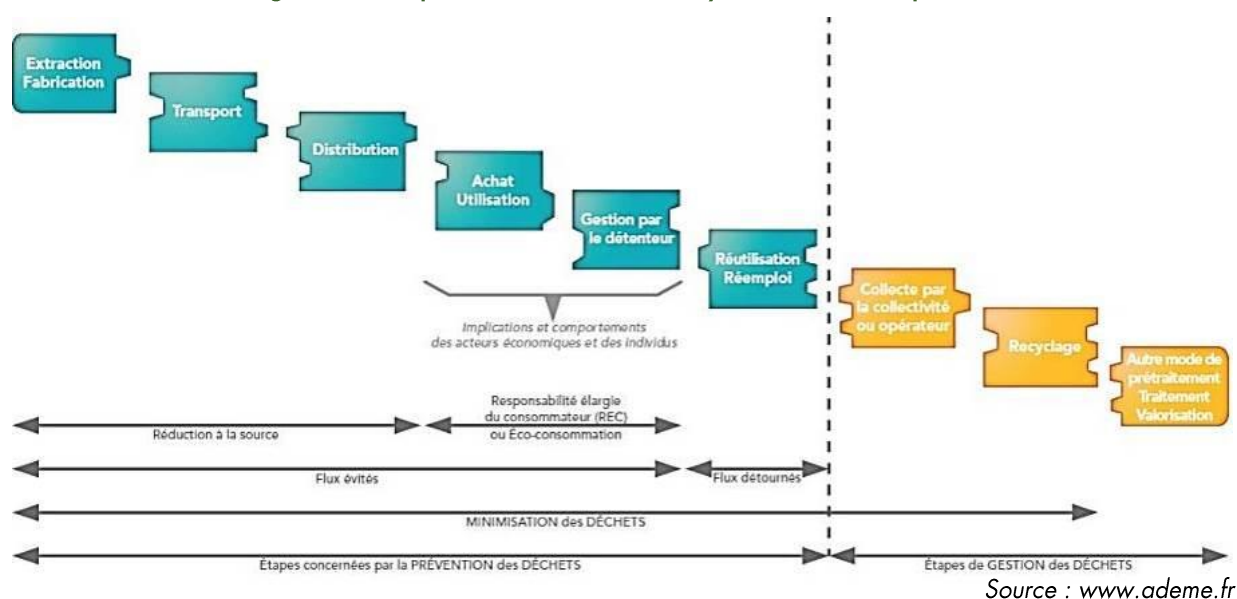 Extraction
Fabrication
Transport
Distribution
Achat
Utilisation
Gestion par
le détenteur
Réutilisation
Réemploi
Collecte par
la collectivité
ou opérateur
Recyclage
Autre mode de
prétraitement
Traitement
Valorisation
Implications et comportements
des acteurs économiques et des individus
Réduction à la source
Responsabilité élargie
du consommateur (REC)
ou Éco-consommation
Flux évités
Flux détournés
MINIMISATION des DÉCHETS
Étapes concernées par la PRÉVENTION des DÉCHETS
Étapes de GESTION des DÉCHETS
Source : www.ademe.fr